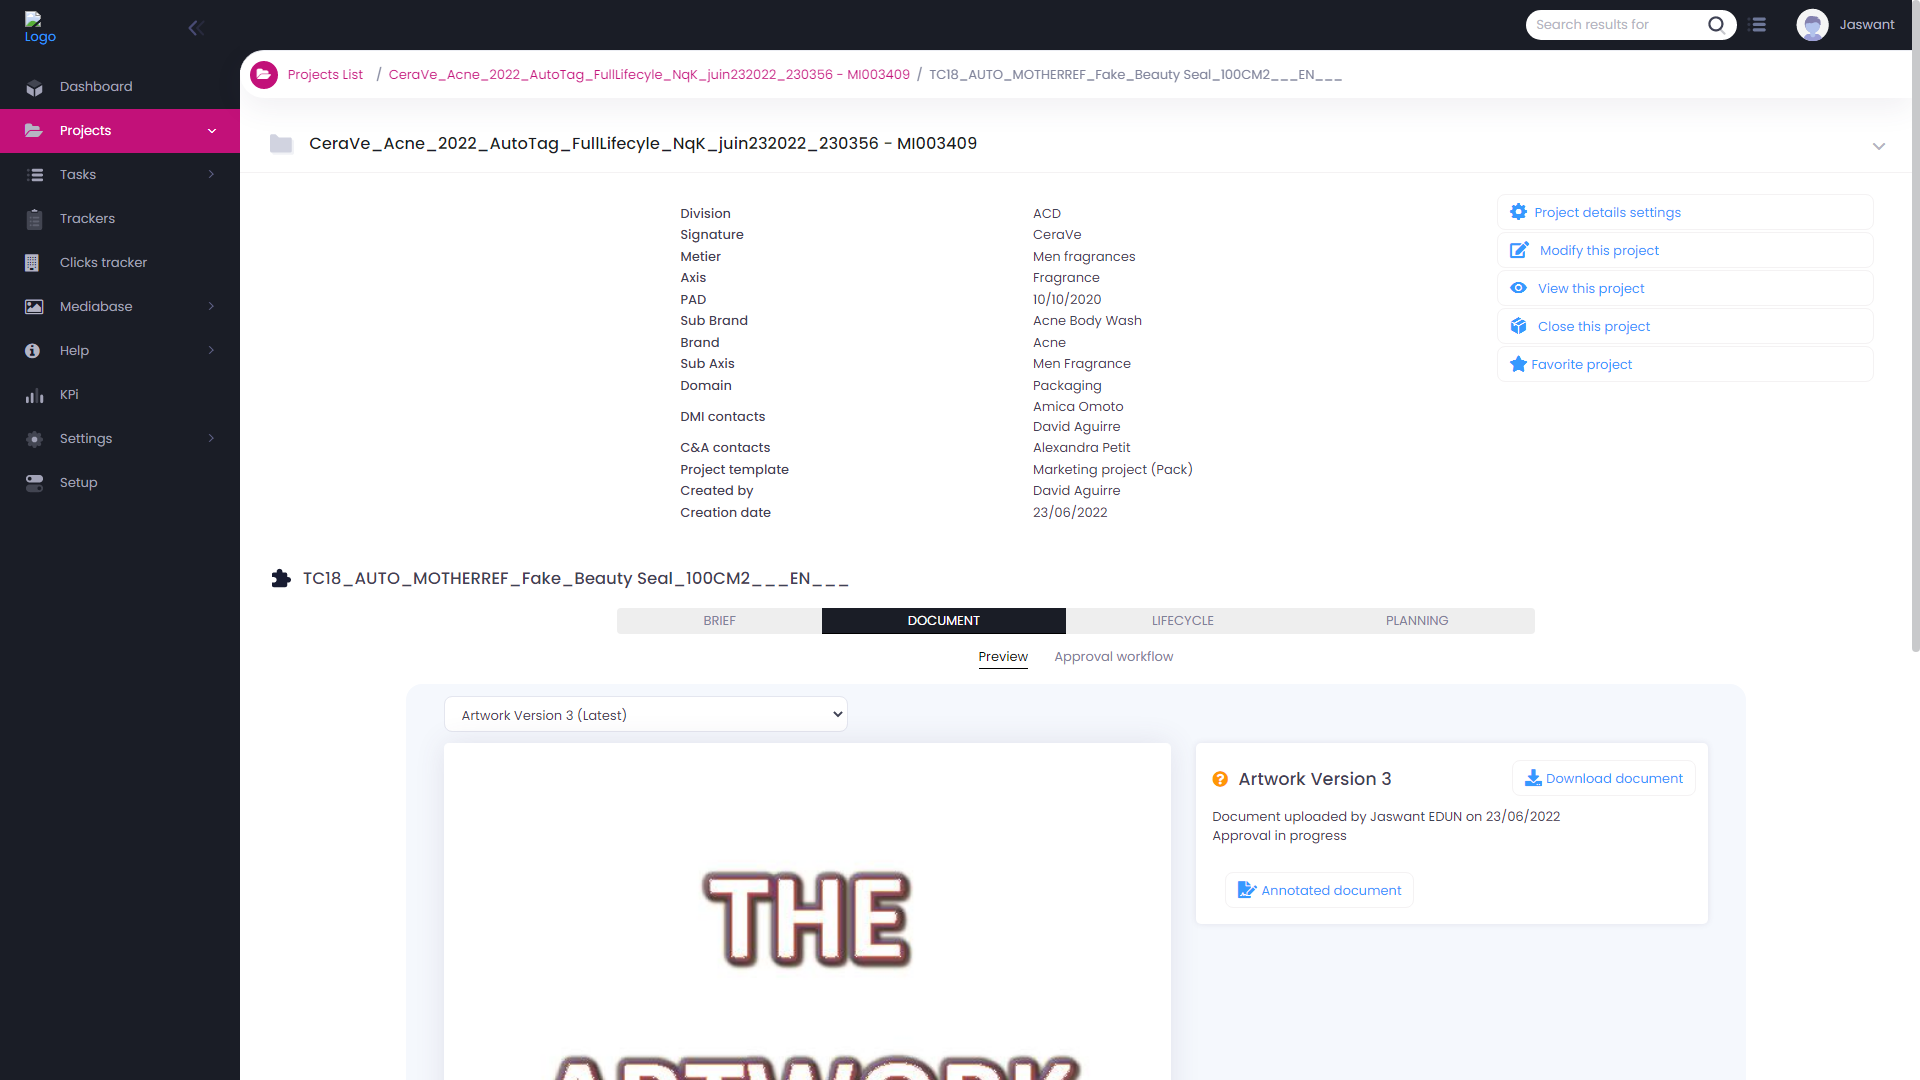 Logo
Search results for
Jaswant
Dashboard
Projects
Tasks
Trackers
Clicks tracker
Mediabase
Help
KPi
Settings
Setup
Projects List / CeraVe_Acne_2022_AutoTag_FullLifecyle_NqK_juin232022_230356 - MI003409 / TC18_AUTO_MOTHERREF_Fake_Beauty Seal_100CM2___EN___
CeraVe_Acne_2022_AutoTag_FullLifecyle_NqK_juin232022_230356 - MI003409
Division ACD
Signature CeraVe
Metier Men fragrances
Axis Fragrance
PAD 10/10/2020
Sub Brand Acne Body Wash
Brand Acne
Sub Axis Men Fragrance
Domain Packaging
DMI contacts Amica Omoto
David Aguirre
C&A contacts Alexandra Petit
Project template Marketing project (Pack)
Created by David Aguirre
Creation date 23/06/2022
Project details settings
Modify this project
View this project
Close this project
Favorite project
TC18_AUTO_MOTHERREF_Fake_Beauty Seal_100CM2___EN___
BRIEF DOCUMENT LIFECYCLE PLANNING
Preview Approval workflow
Artwork Version 3 (Latest)
THE
ARTWORK
Artwork Version 3
Download document
Document uploaded by Jaswant EDUN on 23/06/2022
Approval in progress
Annotated document